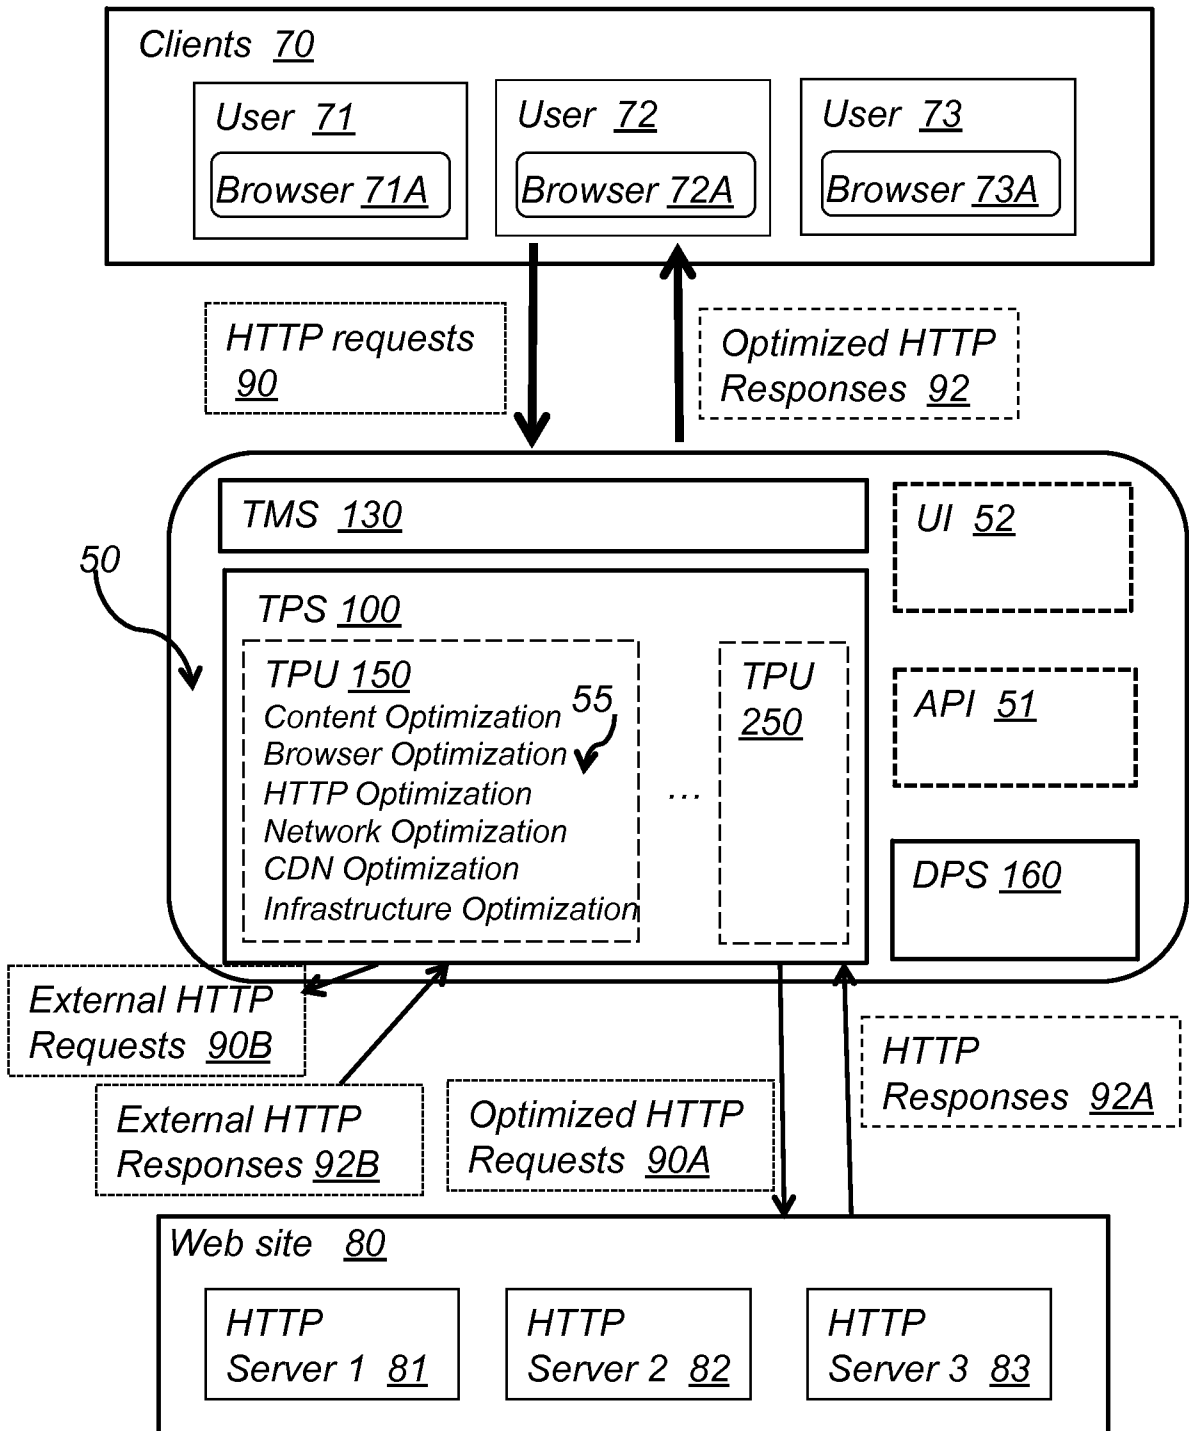 Clients 70
User 71
Browser 71A
User 72
Browser 72A
User 73
Browser 73A
HTTP requests
90
Optimized HTTP
Responses 92
TMS 130
UI 52
50
TPS 100
TPU 150
55
Content Optimization
Browser Optimization
HTTP Optimization
Network Optimization
CDN Optimization
Infrastructure Optimization
...
TPU
250
API 51
DPS 160
External HTTP
Requests 90B
External HTTP
Responses 92B
Optimized HTTP
Requests 90A
HTTP
Responses 92A
Web site 80
HTTP
Server 1 81
HTTP
Server 2 82
HTTP
Server 3 83